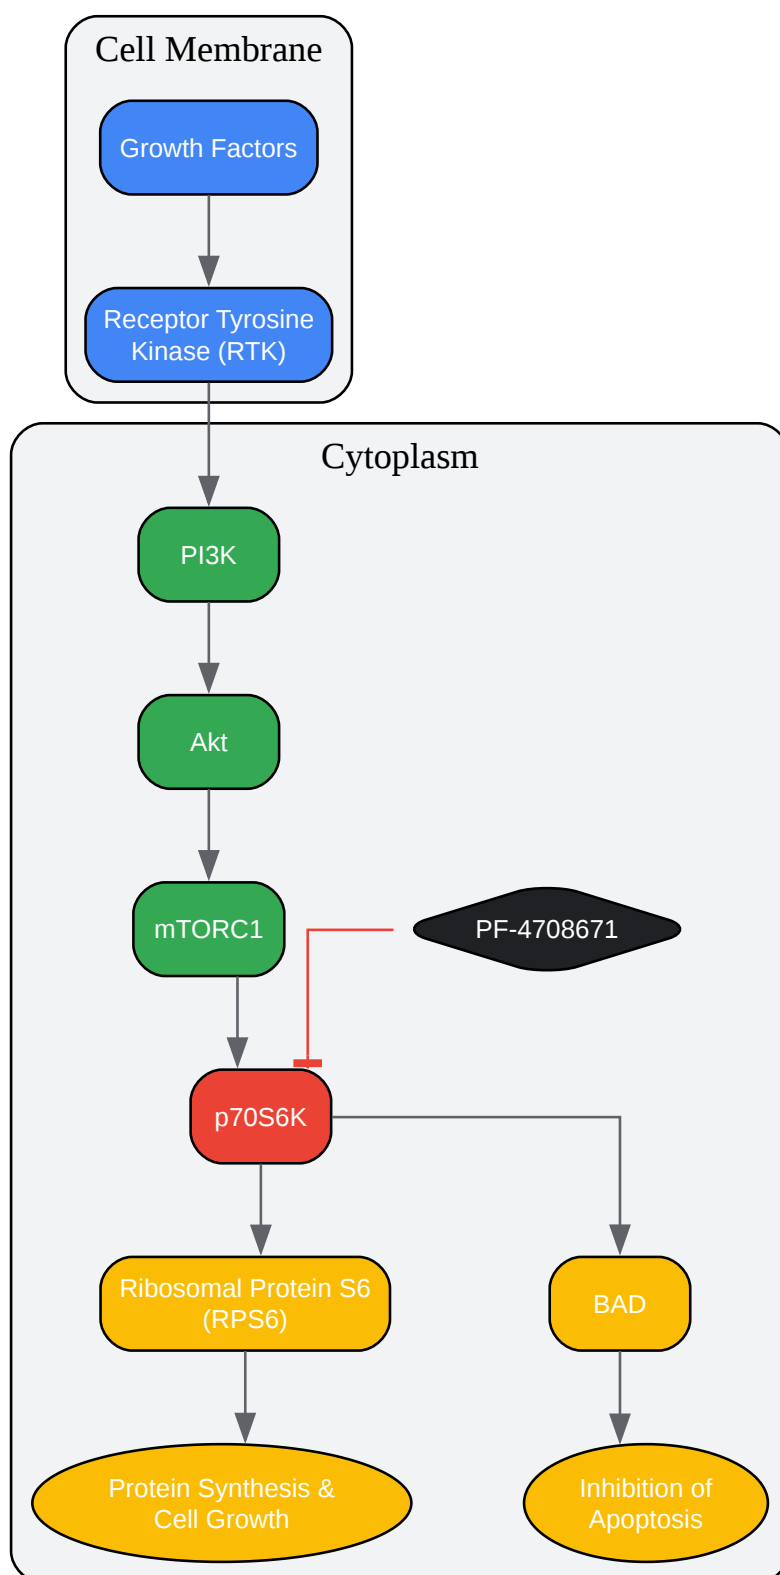 Cell Membrane
Growth Factors
Receptor Tyrosine
Kinase (RTK)
Cytoplasm
PI3K
Akt
mTORC1
PF-4708671
p70S6K
Ribosomal Protein S6
(RPS6)
BAD
Protein Synthesis &
Cell Growth
Inhibition of
Apoptosis